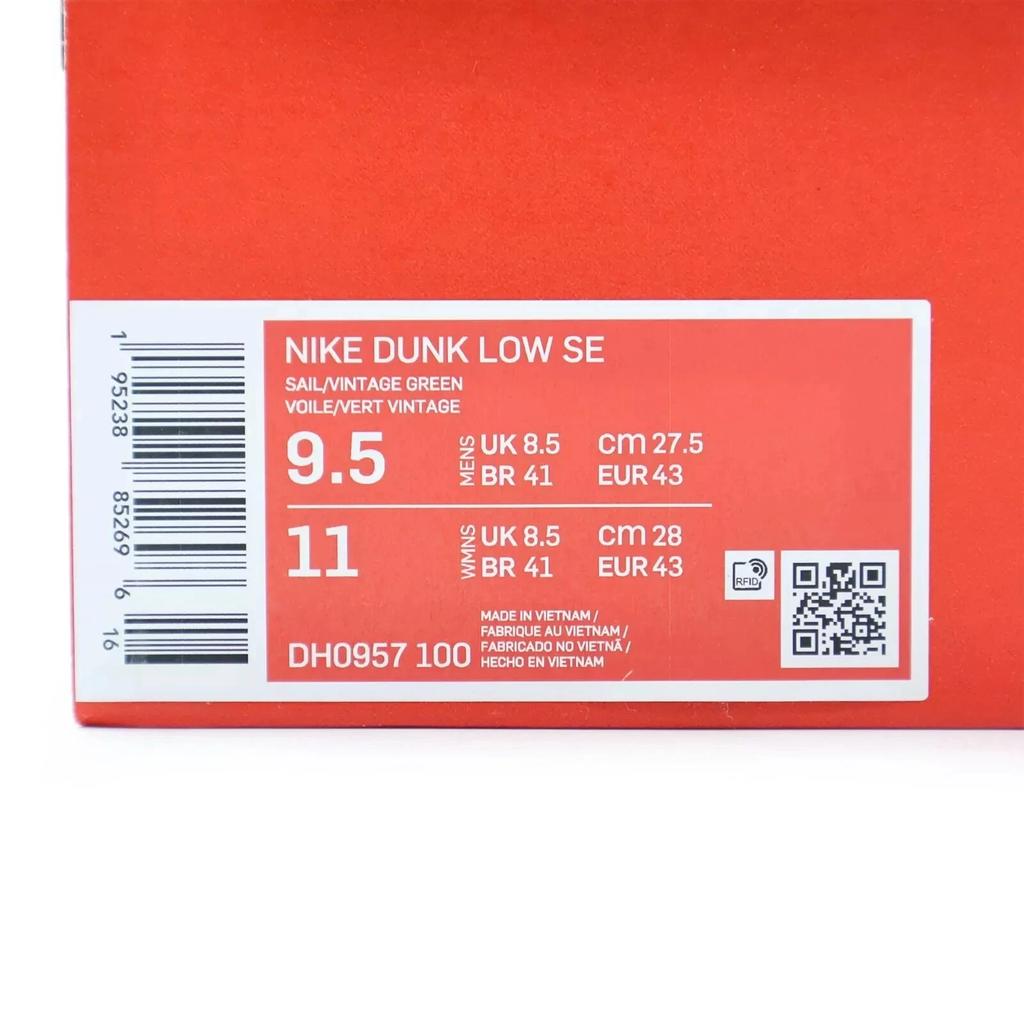 NIKE DUNK LOW SE
SAIL/VINTAGE GREEN
VOILE/VERT VINTAGE
9.5
MENS
UK 8.5 cm 27.5
BR 41 EUR 43
11
WMNS
UK 8.5 cm 28
BR 41 EUR 43
DH0957 100
MADE IN VIETNAM /
FABRIQUE AU VIETNAM /
FABRICADO NO VIETNÃ /
HECHO EN VIETNAM
RFID
1 95238 85269 6
16